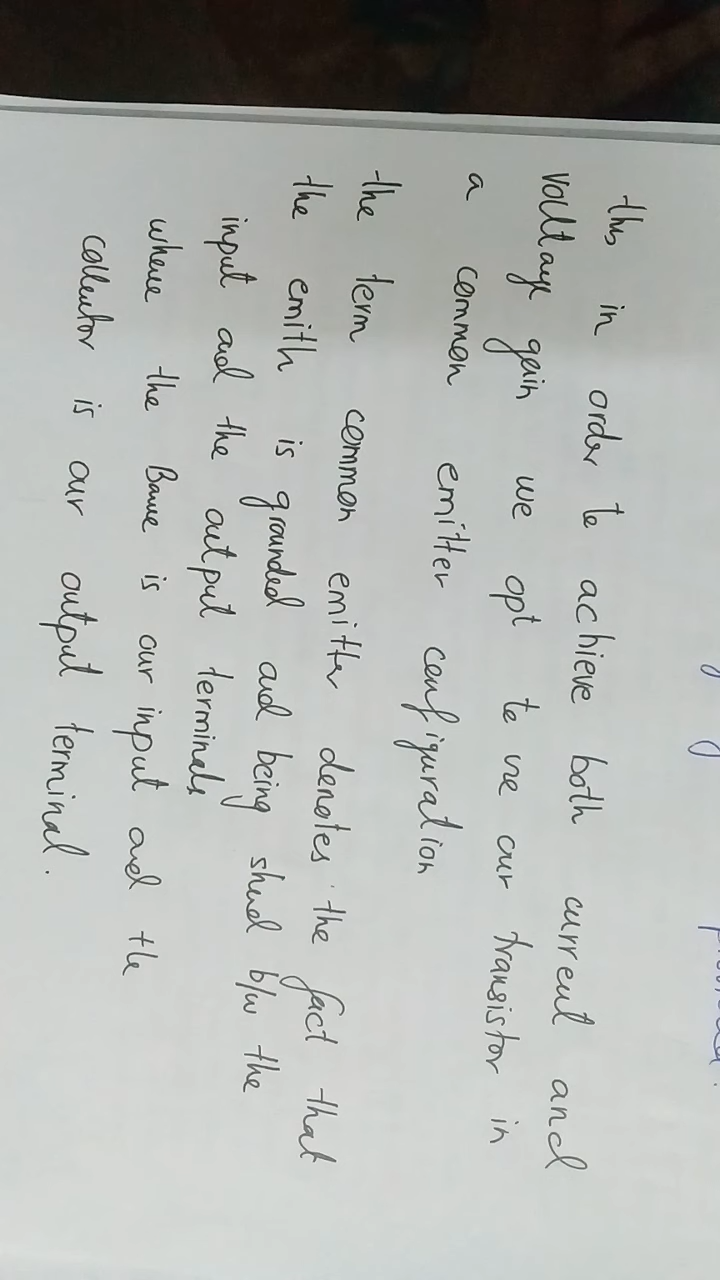 thus in order to achieve both current and
voltage gain we opt to use our transistor in
a common emitter configuration
the term common emitter denotes the fact that
the emitter is grounded and being shared b/w the
input and the output terminals
where the Base is our input and the
collector is our output terminal.